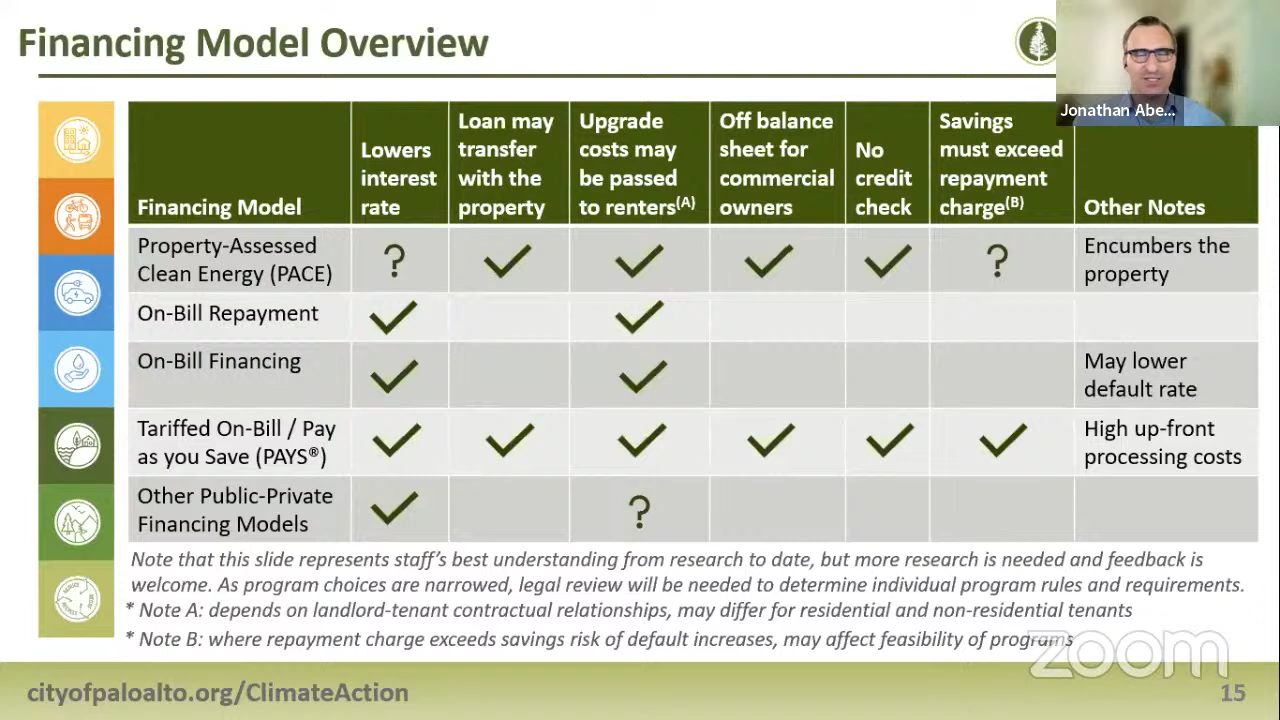 Financing Model Overview
Jonathan Abe...
Financing Model
Lowers
interest
rate
Loan may
transfer
with the
property
Upgrade
costs may
be passed
to renters(A)
Off balance
sheet for
commercial
owners
No
credit
check
Savings
must exceed
repayment
charge(B)
Other Notes
Property-Assessed
Clean Energy (PACE)
?
✓
✓
✓
✓
?
Encumbers the
property
On-Bill Repayment
✓
✓
On-Bill Financing
✓
✓
May lower
default rate
Tariffed On-Bill / Pay
as you Save (PAYS®)
✓
✓
✓
✓
✓
✓
High up-front
processing costs
Other Public-Private
Financing Models
✓
?
Note that this slide represents staff's best understanding from research to date, but more research is needed and feedback is
welcome. As program choices are narrowed, legal review will be needed to determine individual program rules and requirements.
* Note A: depends on landlord-tenant contractual relationships, may differ for residential and non-residential tenants
* Note B: where repayment charge exceeds savings risk of default increases, may affect feasibility of programs
zoom
cityofpaloalto.org/ClimateAction
15